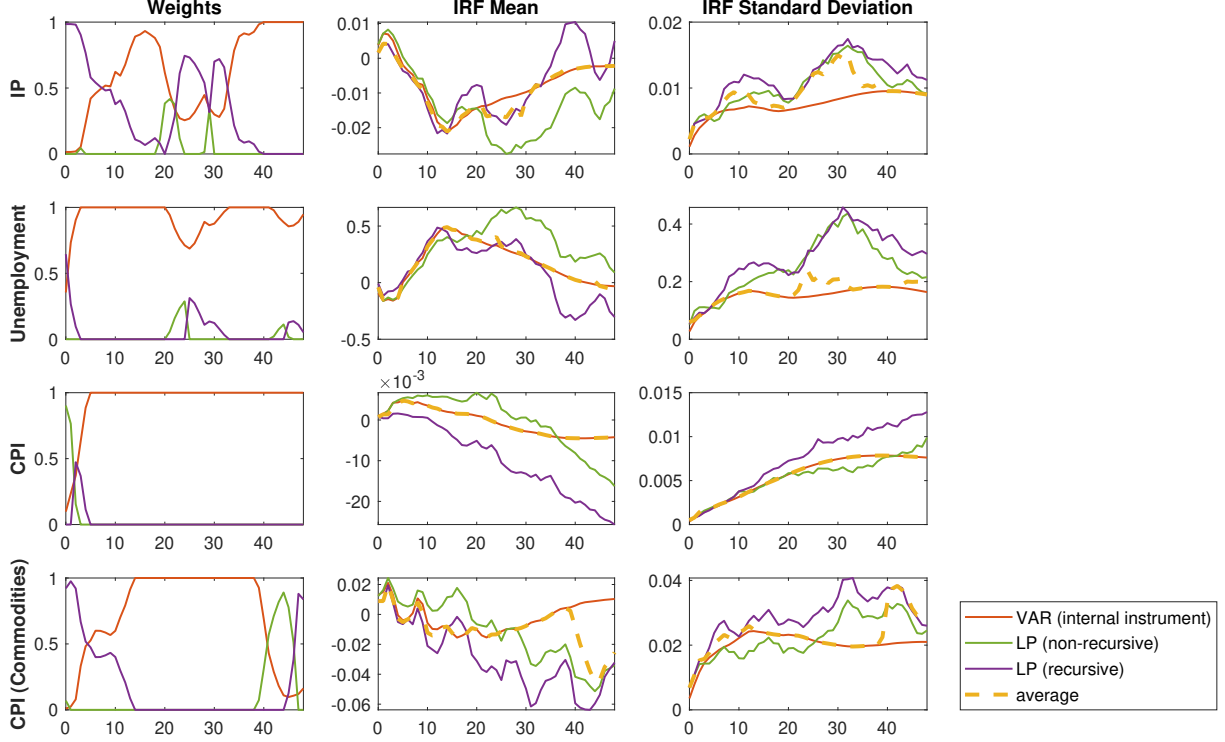 Weights
IRF Mean
IRF Standard Deviation
IP
1
0.5
0
0 10 20 30 40
0.01
0
-0.01
-0.02
0 10 20 30 40
0.02
0.01
0
0 10 20 30 40
Unemployment
1
0.5
0
0 10 20 30 40
0.5
0
-0.5
0 10 20 30 40
0.4
0.2
0
0 10 20 30 40
CPI
1
0.5
0
0 10 20 30 40
×10⁻³
0
-10
-20
0 10 20 30 40
0.015
0.01
0.005
0
0 10 20 30 40
CPI (Commodities)
1
0.5
0
0 10 20 30 40
0.02
0
-0.02
-0.04
-0.06
0 10 20 30 40
0.04
0.02
0
0 10 20 30 40
VAR (internal instrument)
LP (non-recursive)
LP (recursive)
average